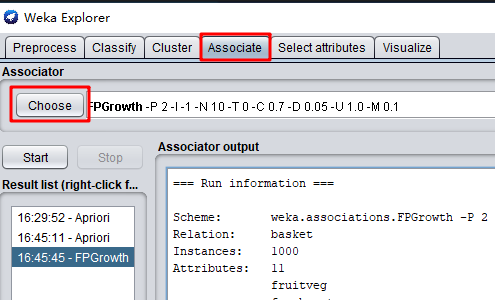 Weka Explorer
Preprocess Classify Cluster Associate Select attributes Visualize
Associator
Choose FPGrowth -P 2 -I -1 -N 10 -T 0 -C 0.7 -D 0.05 -U 1.0 -M 0.1
Start Stop
Associator output
Result list (right-click f...
16:29:52 - Apriori
16:45:11 - Apriori
16:45:45 - FPGrowth
=== Run information ===
Scheme: weka.associations.FPGrowth -P 2
Relation: basket
Instances: 1000
Attributes: 11
fruitveg